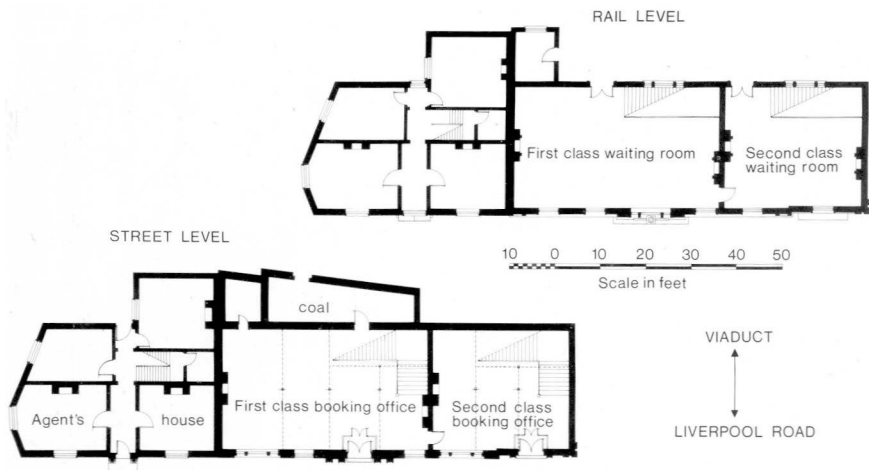 RAIL LEVEL
First class waiting room
Second class
waiting room
STREET LEVEL
10 0 10 20 30 40 50
Scale in feet
coal
VIADUCT
Agent's house
First class booking office
Second class
booking office
LIVERPOOL ROAD